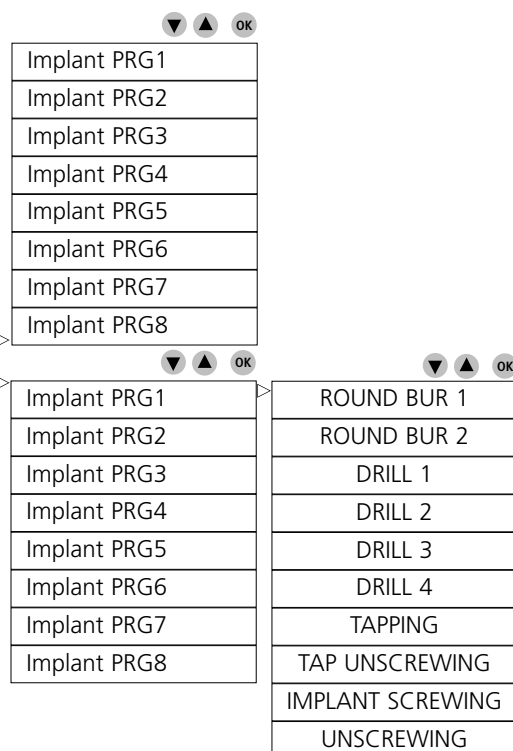 ▼ ▲ OK
Implant PRG1
Implant PRG2
Implant PRG3
Implant PRG4
Implant PRG5
Implant PRG6
Implant PRG7
Implant PRG8
▼ ▲ OK
Implant PRG1
Implant PRG2
Implant PRG3
Implant PRG4
Implant PRG5
Implant PRG6
Implant PRG7
Implant PRG8
▼ ▲ OK
ROUND BUR 1
ROUND BUR 2
DRILL 1
DRILL 2
DRILL 3
DRILL 4
TAPPING
TAP UNSCREWING
IMPLANT SCREWING
UNSCREWING